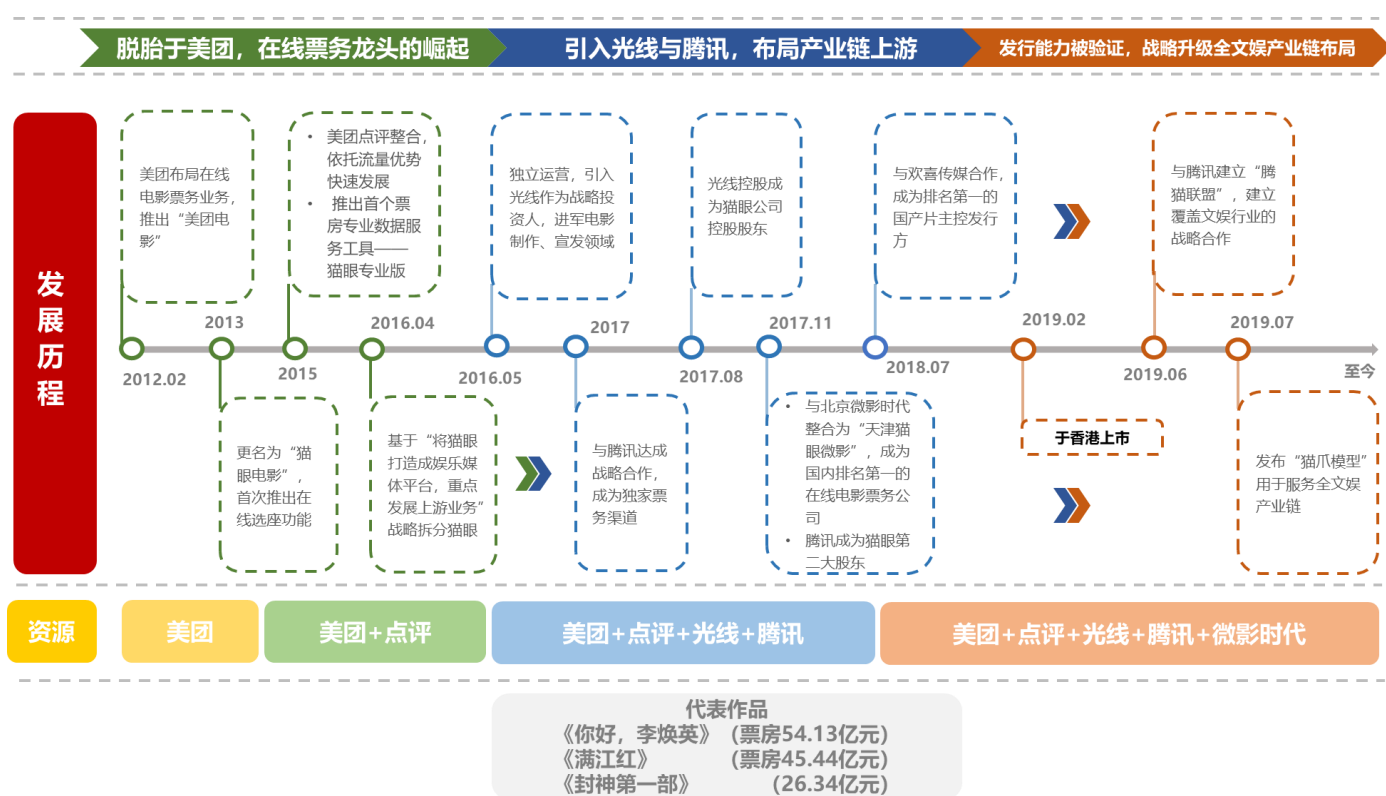 脱胎于美团，在线票务龙头的崛起
引入光线与腾讯，布局产业链上游
发行能力被验证，战略升级全文娱产业链布局
发
展
历
程
美团布局在线
电影票务业务，
推出“美团电
影”
• 美团点评整合，
依托流量优势
快速发展
• 推出首个票
房专业数据服
务工具——
猫眼专业版
独立运营，引入
光线作为战略投
资人，进军电影
制作、宣发领域
光线控股成
为猫眼公司
控股股东
与欢喜传媒合作，
成为排名第一的
国产片主控发行
方
与腾讯建立“腾
猫联盟”，建立
覆盖文娱行业的
战略合作
2013
2016.04
2017
2017.11
2019.02
2019.07
2012.02
2015
2016.05
2017.08
2018.07
2019.06
至今
更名为“猫
眼电影”，
首次推出在
线选座功能
基于“将猫眼
打造成娱乐媒
体平台，重点
发展上游业务”
战略拆分猫眼
与腾讯达成
战略合作，
成为独家票
务渠道
• 与北京微影时代
整合为“天津猫
眼微影”，成为
国内排名第一的
在线电影票务公
司
• 腾讯成为猫眼第
二大股东
于香港上市
发布“猫爪模型”
用于服务全文娱
产业链
资源
美团
美团+点评
美团+点评+光线+腾讯
美团+点评+光线+腾讯+微影时代
代表作品
《你好，李焕英》（票房54.13亿元）
《满江红》（票房45.44亿元）
《封神第一部》（26.34亿元）